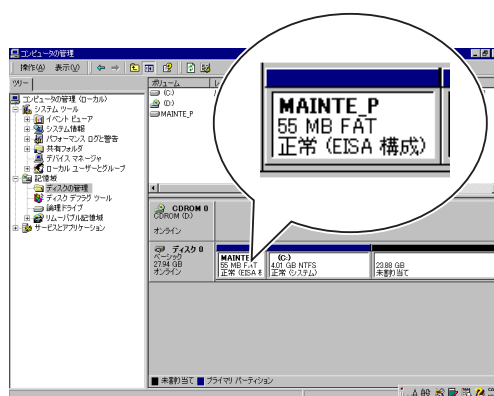 コンピュータの管理
操作(A) 表示(V)
ツリー
ボリューム
コンピュータの管理 (ローカル)
システム ツール
イベント ビューア
システム情報
パフォーマンス ログと警告
共有フォルダ
デバイス マネージャ
ローカル ユーザーとグループ
記憶域
ディスクの管理
ディスク デフラグ ツール
論理ドライブ
リムーバブル記憶域
サービスとアプリケーション
(C:)
(D:)
MAINTE_P
MAINTE_P
55 MB FAT
正常 (EISA 構成)
CDROM 0
CDROM (D:)
オンライン
ディスク 0
ベーシック
27.94 GB
オンライン
MAINTE
55 MB FAT
正常 (EISA
(C:)
4.01 GB NTFS
正常 (システム)
23.88 GB
未割り当て
未割り当て プライマリ パーティション
A 般